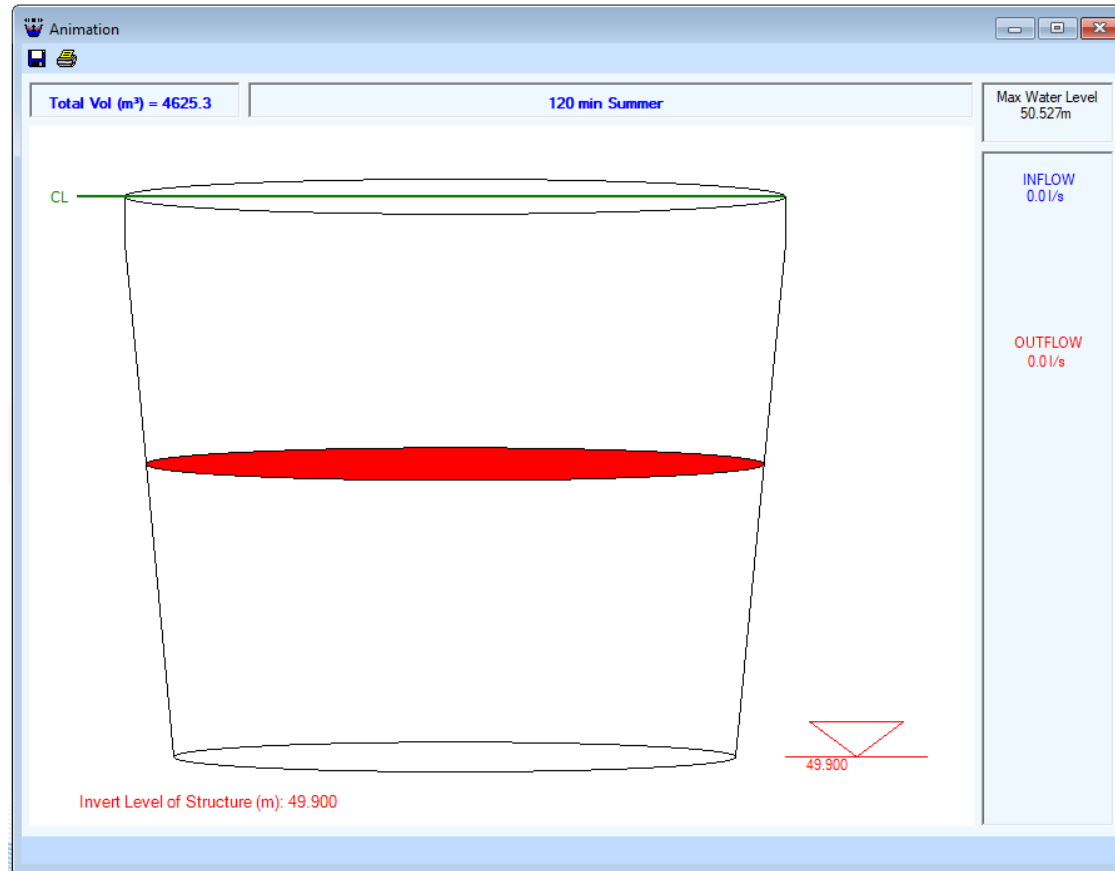 Animation
Total Vol (m³) = 4625.3
120 min Summer
Max Water Level
50.527m
INFLOW
0.0 l/s
CL
OUTFLOW
0.0 l/s
49.900
Invert Level of Structure (m): 49.900